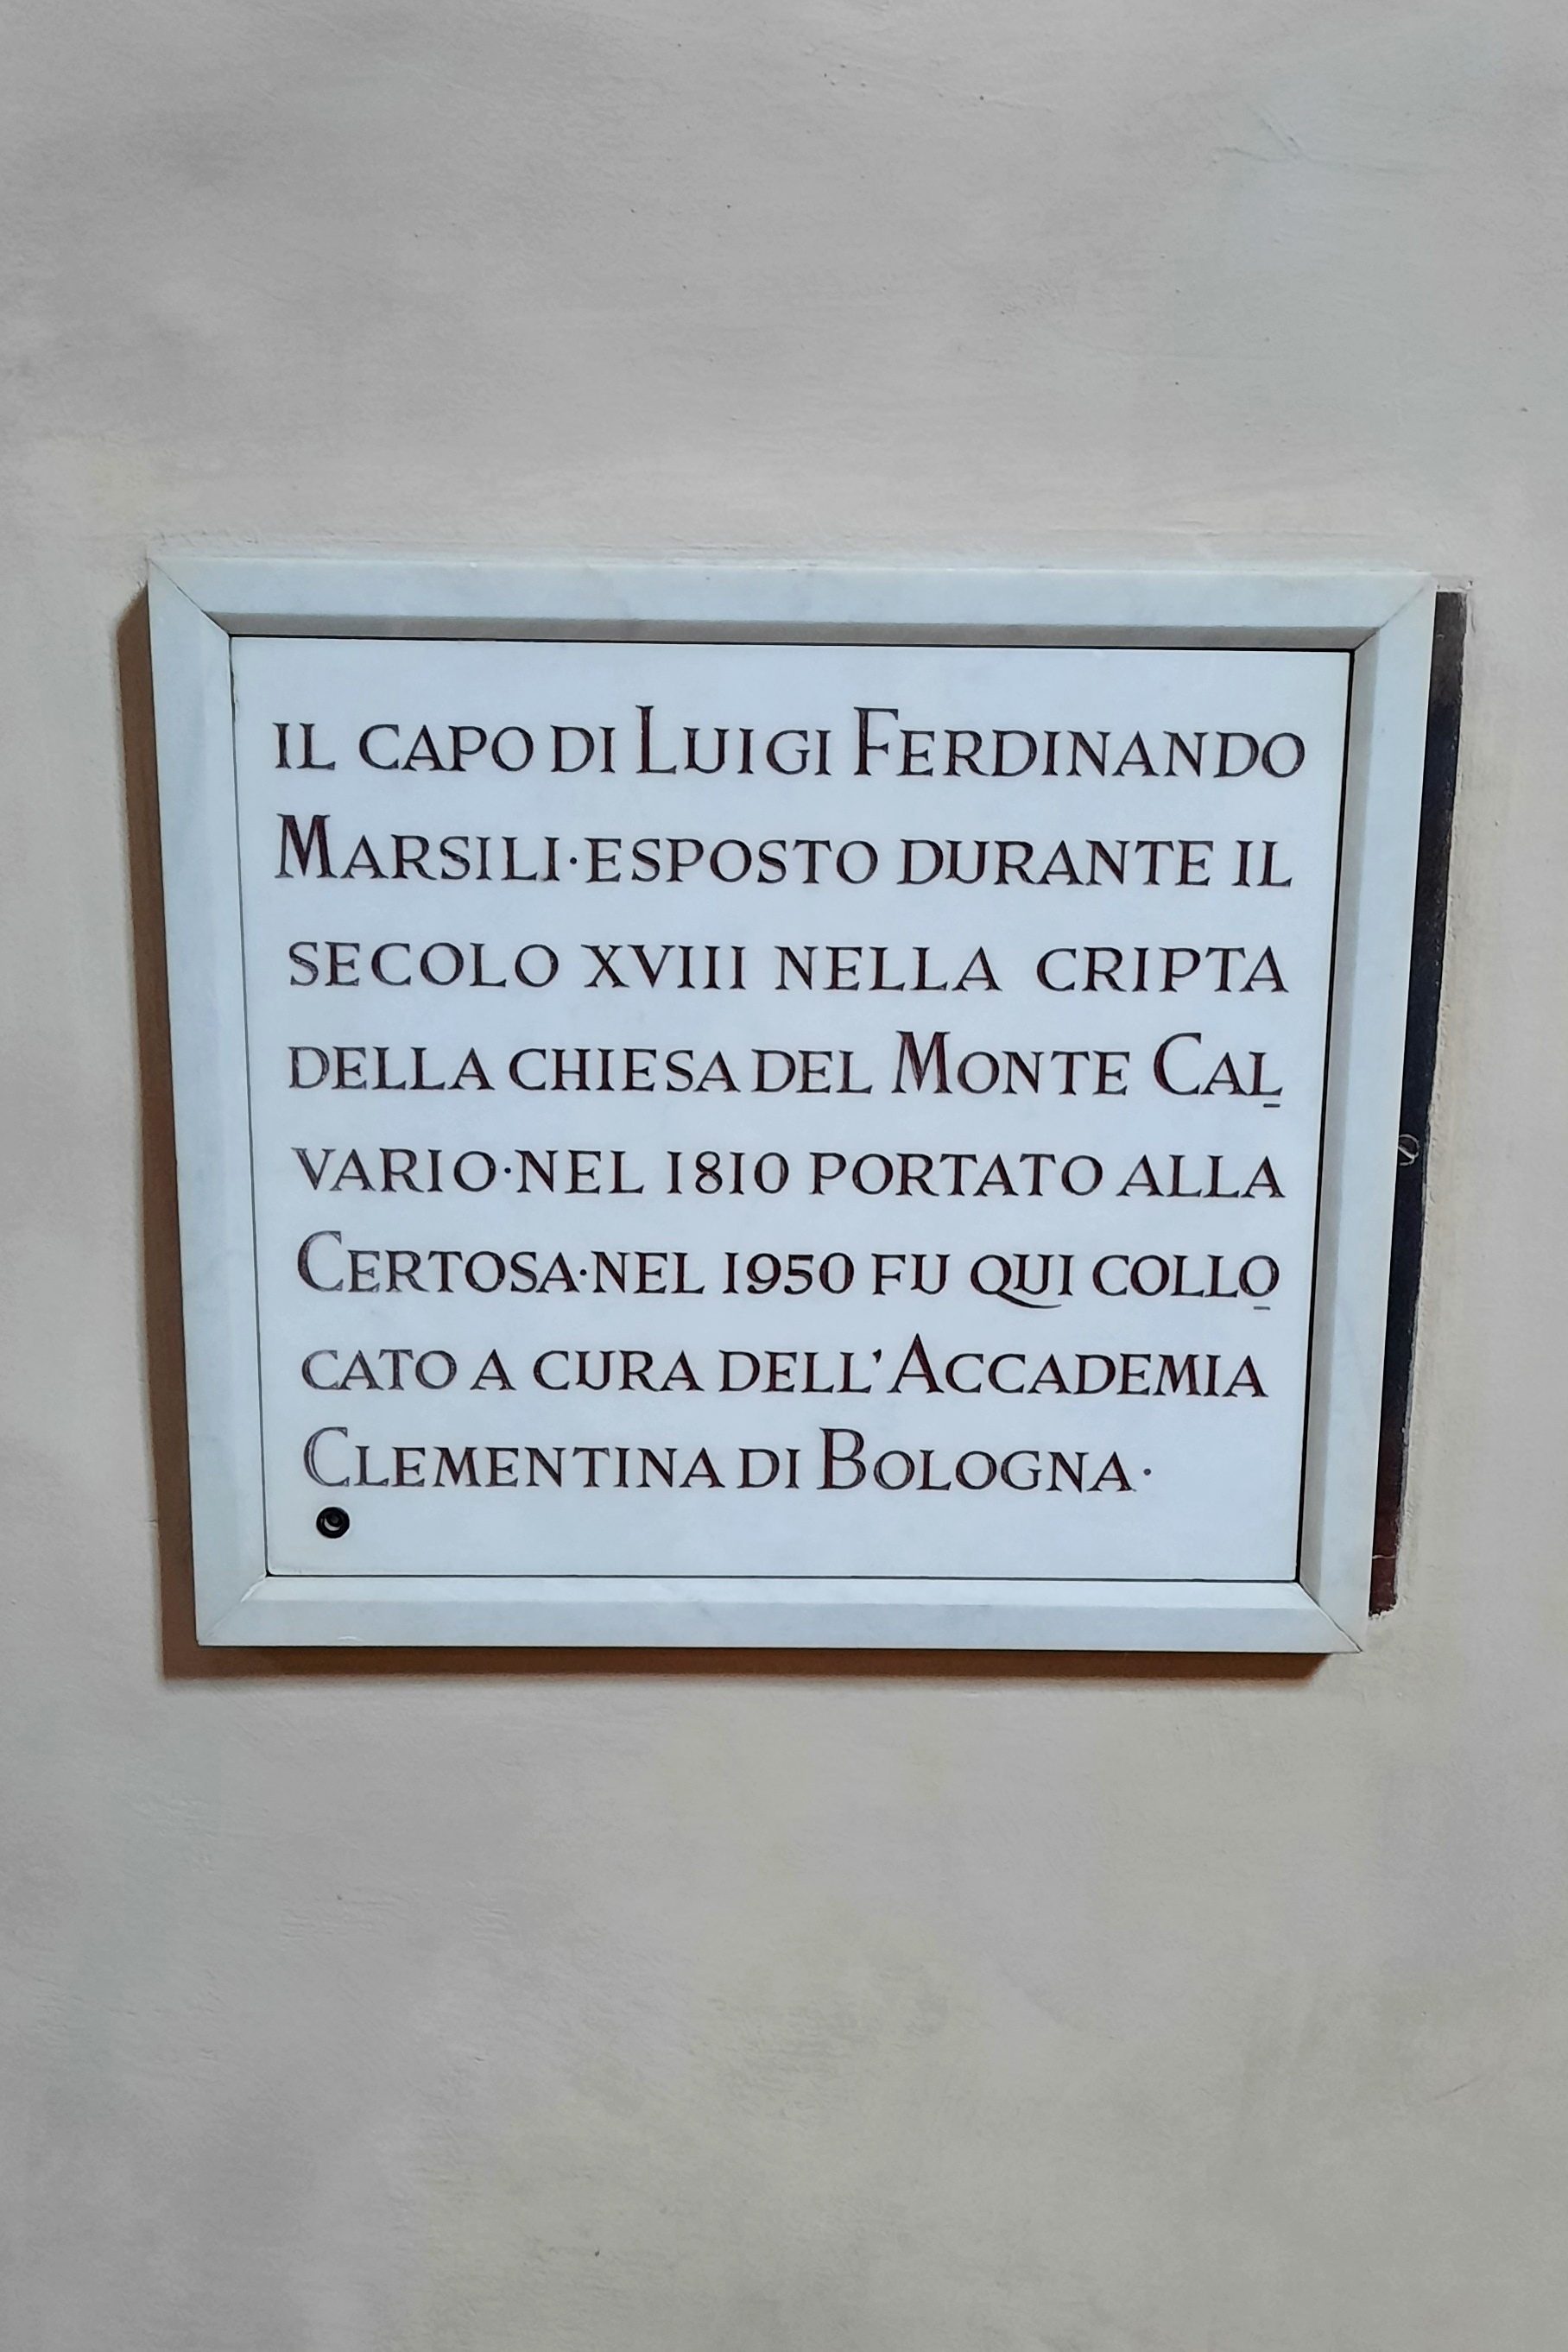 IL CAPO DI LUIGI FERDINANDO
MARSILI·ESPOSTO DURANTE IL
SECOLO XVIII NELLA CRIPTA
DELLA CHIESA DEL MONTE CAL
VARIO·NEL 1810 PORTATO ALLA
CERTOSA·NEL 1950 FU QUI COLLO
CATO A CURA DELL'ACCADEMIA
CLEMENTINA DI BOLOGNA·